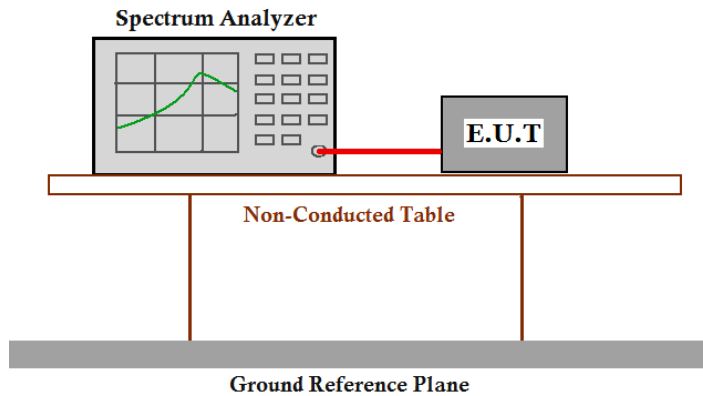 Spectrum Analyzer
E.U.T
Non-Conducted Table
Ground Reference Plane